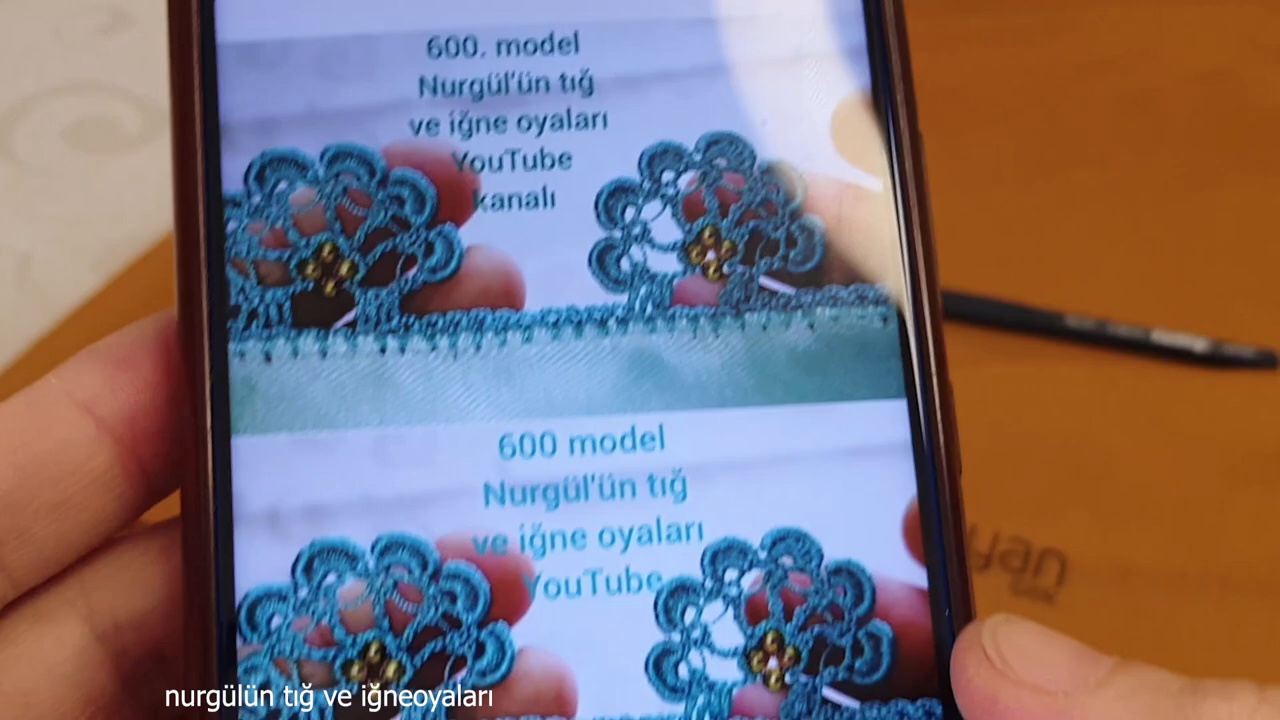 600. model
Nurgül'ün tığ
ve iğne oyaları
YouTube
kanalı
600 model
Nurgül'ün tığ
ve iğne oyaları
YouTube
nurgülün tığ ve iğneoyaları